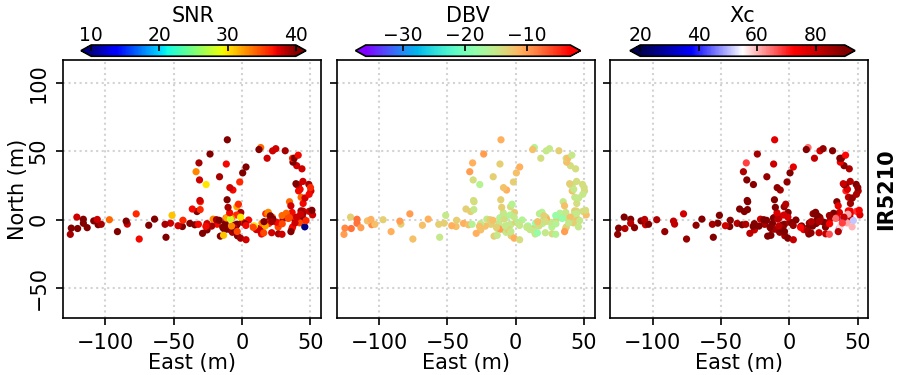 SNR DBV Xc
10 20 30 40 −30 −20 −10 20 40 60 80
100
50
0
−50
North (m)
IR5210
−100 −50 0 50 −100 −50 0 50 −100 −50 0 50
East (m) East (m) East (m)